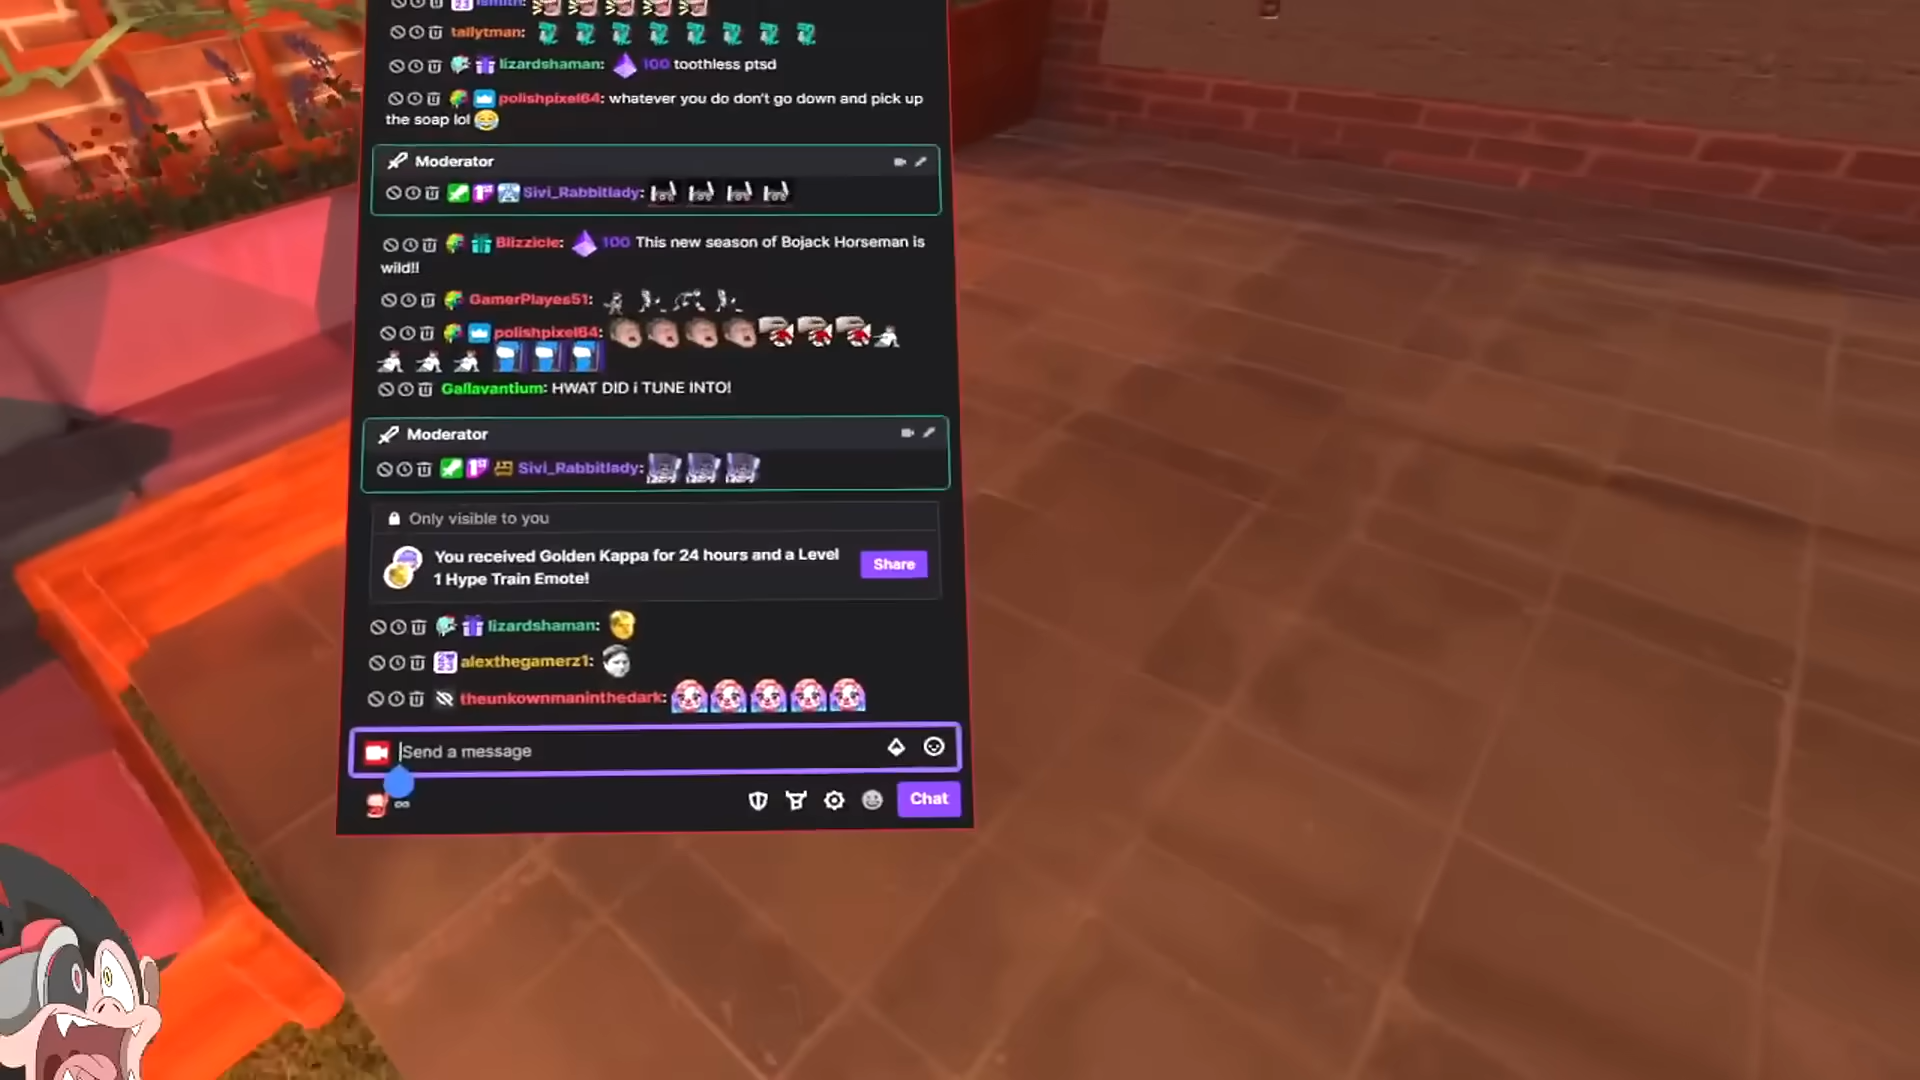 tallytman:
lizardshaman: 100 toothless ptsd
polishpixel64: whatever you do don't go down and pick up
the soap lol
Moderator
Sivi_Rabbitlady:
Blizzicle: 100 This new season of Bojack Horseman is
wild!!
GamerPlayes51:
polishpixel64:
Gallavantium: HWAT DID i TUNE INTO!
Moderator
Sivi_Rabbitlady:
Only visible to you
You received Golden Kappa for 24 hours and a Level
1 Hype Train Emote!
Share
lizardshaman:
alexthegamerz1:
theunkownmaninthedark:
Send a message
Chat